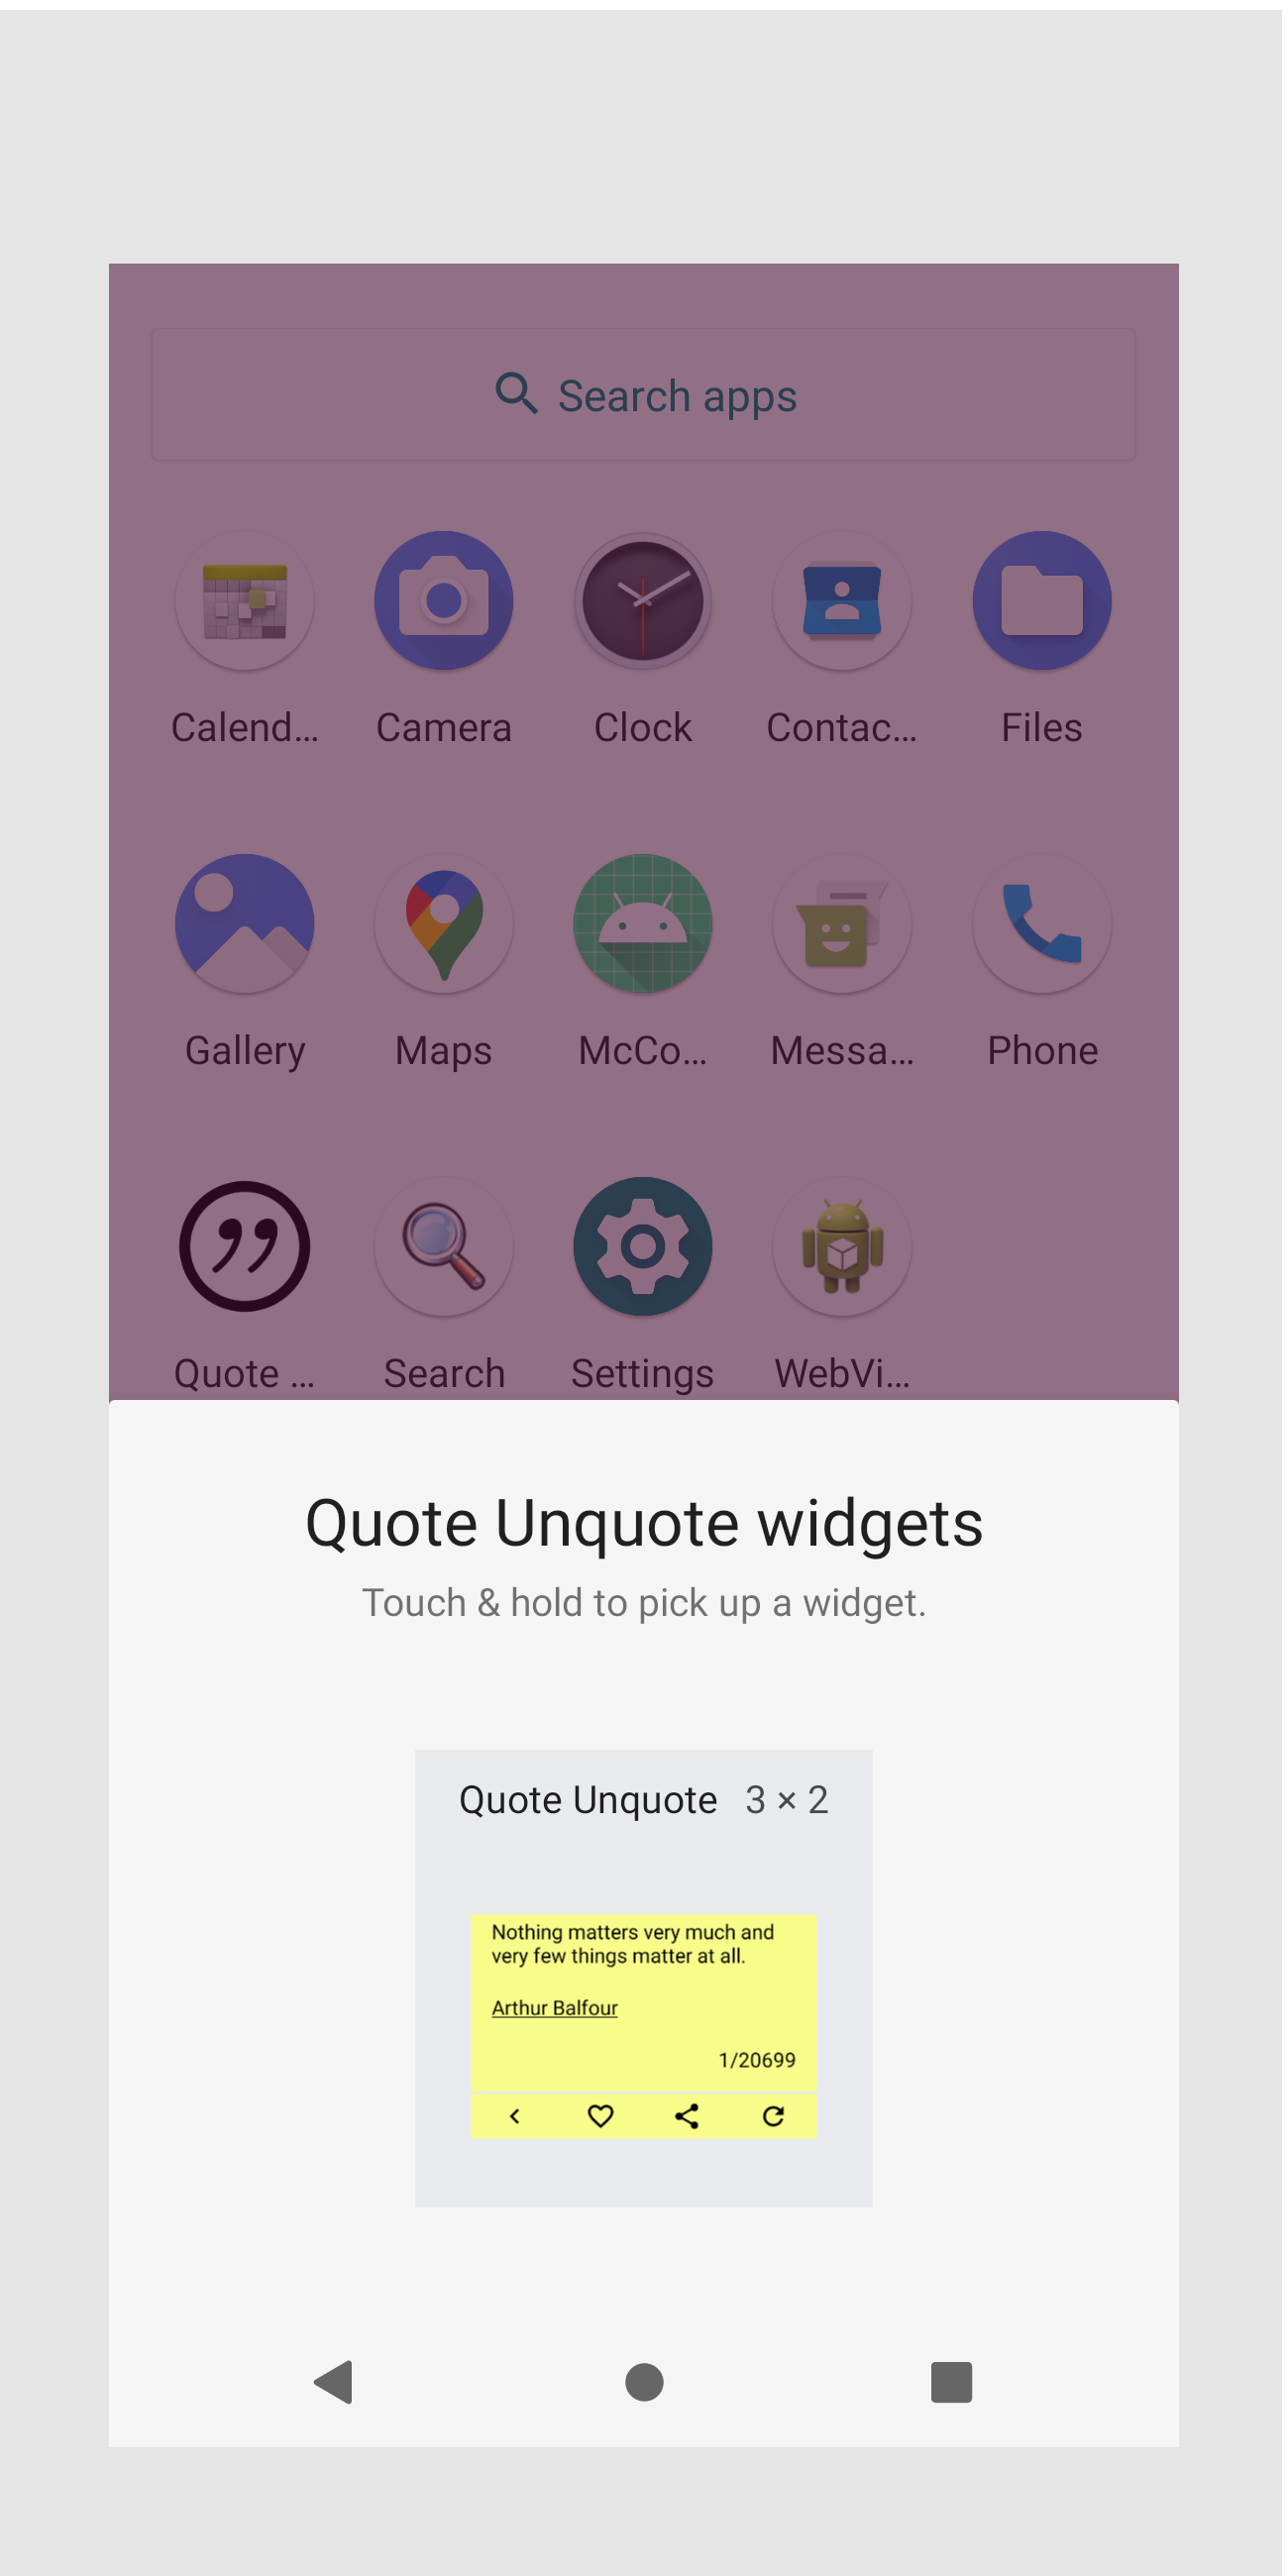 Search apps
Calend...
Camera
Clock
Contac...
Files
Gallery
Maps
McCo...
Messa...
Phone
Quote ...
Search
Settings
WebVi...
Quote Unquote widgets
Touch & hold to pick up a widget.
Quote Unquote 3 × 2
Nothing matters very much and
very few things matter at all.
Arthur Balfour
1/20699